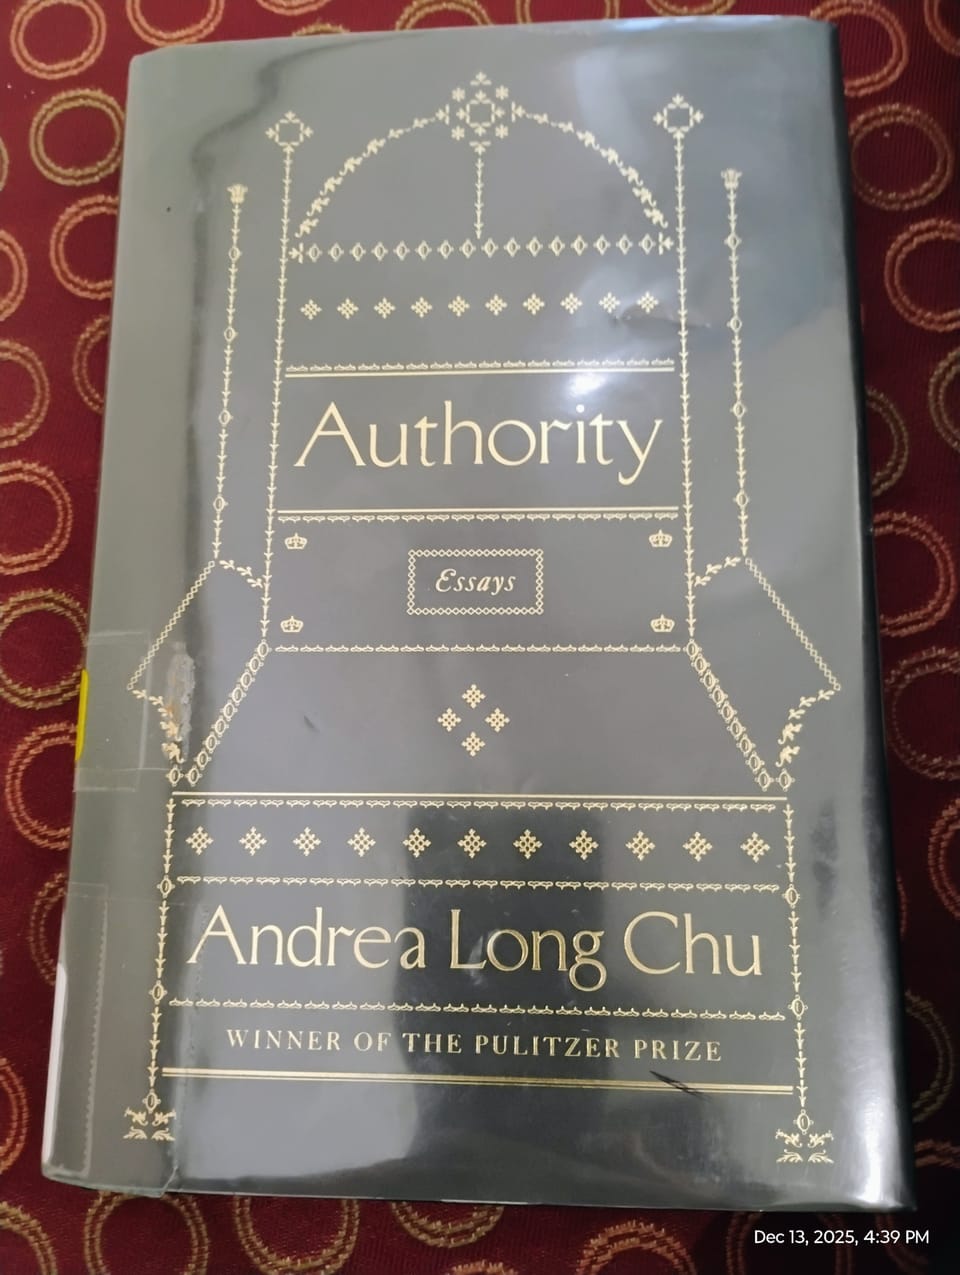 Authority
Essays
Andrea Long Chu
WINNER OF THE PULITZER PRIZE
Dec 13, 2025, 4:39 PM